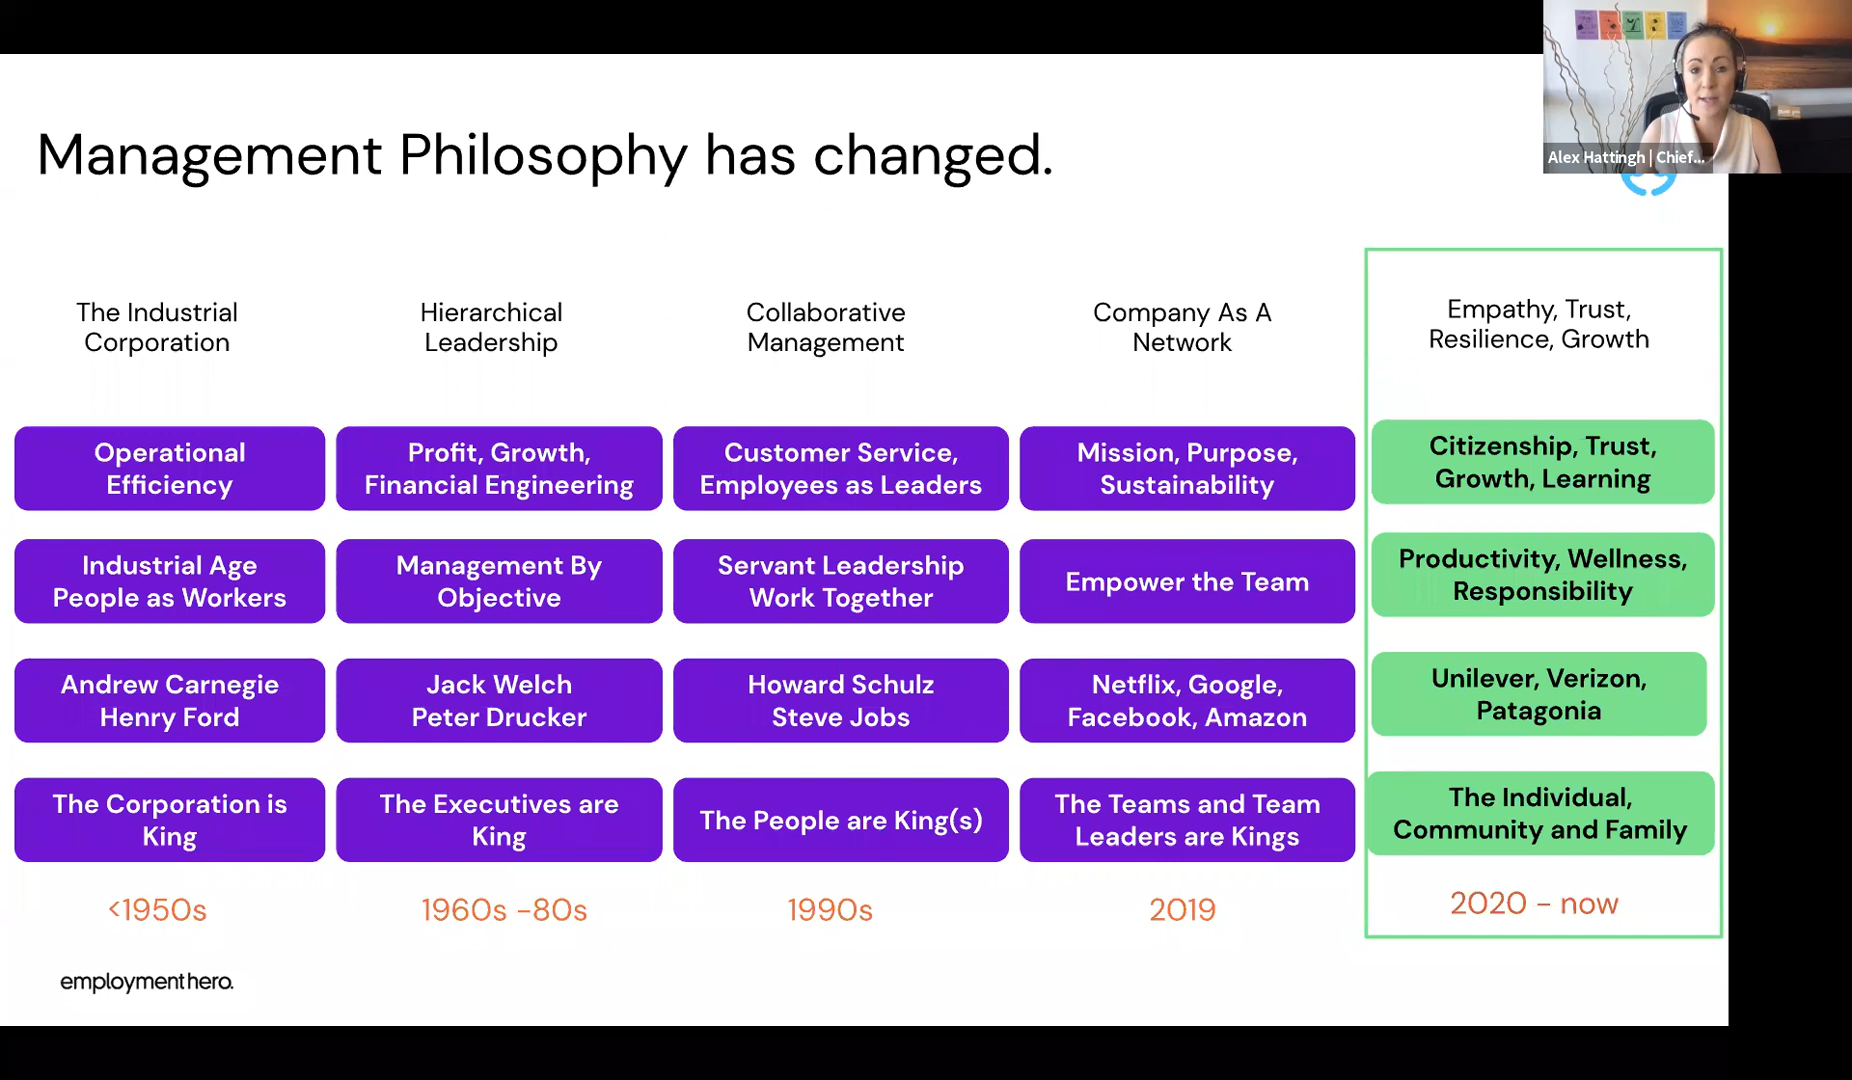 Alex Hattingh | Chief...
Management Philosophy has changed.
The Industrial
Corporation
Operational
Efficiency
Industrial Age
People as Workers
Andrew Carnegie
Henry Ford
The Corporation is
King
<1950s
Hierarchical
Leadership
Profit, Growth,
Financial Engineering
Management By
Objective
Jack Welch
Peter Drucker
The Executives are
King
1960s -80s
Collaborative
Management
Customer Service,
Employees as Leaders
Servant Leadership
Work Together
Howard Schulz
Steve Jobs
The People are King(s)
1990s
Company As A
Network
Mission, Purpose,
Sustainability
Empower the Team
Netflix, Google,
Facebook, Amazon
The Teams and Team
Leaders are Kings
2019
Empathy, Trust,
Resilience, Growth
Citizenship, Trust,
Growth, Learning
Productivity, Wellness,
Responsibility
Unilever, Verizon,
Patagonia
The Individual,
Community and Family
2020 - now
employmenthero.